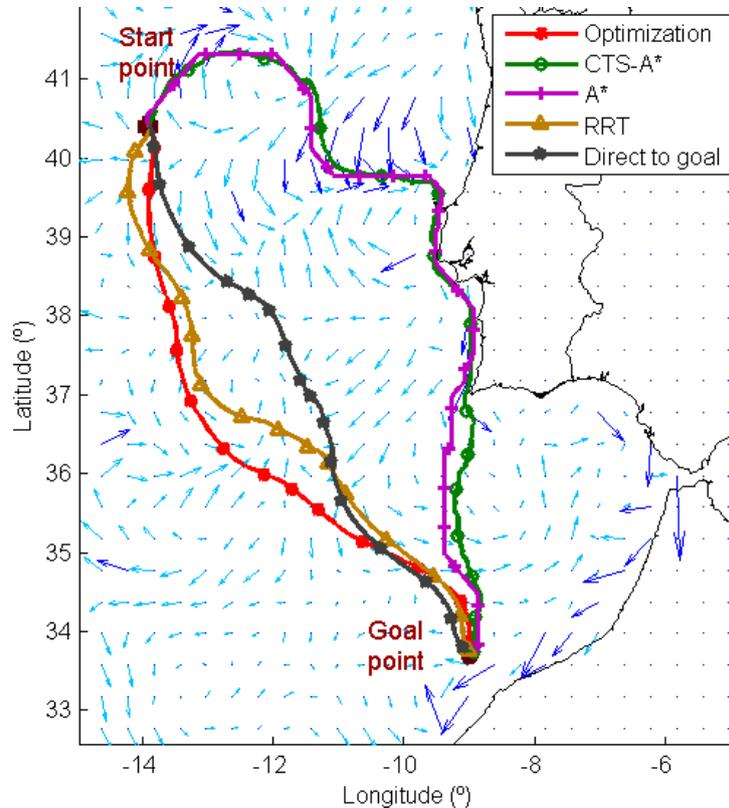 Start
point
Optimization
CTS-A*
A*
RRT
Direct to goal
41
40
39
38
37
36
35
34
33
Latitude (º)
Goal
point
-14
-12
-10
-8
-6
Longitude (º)